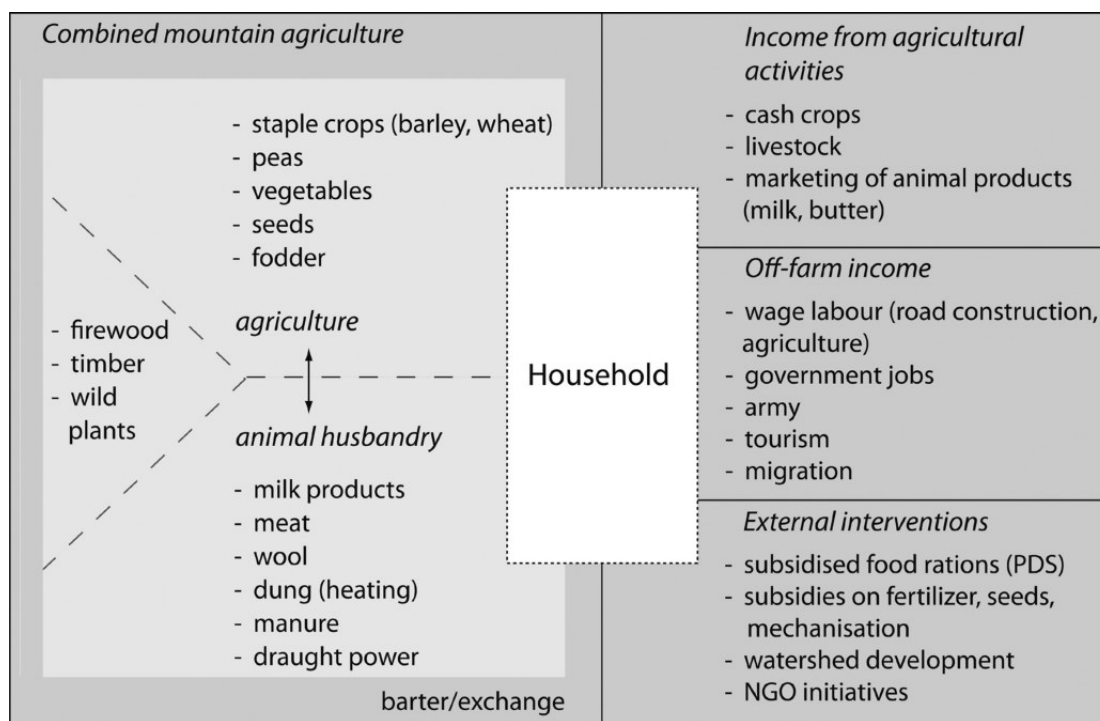 Combined mountain agriculture
- staple crops (barley, wheat)
- peas
- vegetables
- seeds
- fodder
- firewood
- timber
- wild
plants
agriculture
animal husbandry
- milk products
- meat
- wool
- dung (heating)
- manure
- draught power
barter/exchange
Household
Income from agricultural
activities
- cash crops
- livestock
- marketing of animal products
(milk, butter)
Off-farm income
- wage labour (road construction,
agriculture)
- government jobs
- army
- tourism
- migration
External interventions
- subsidised food rations (PDS)
- subsidies on fertilizer, seeds,
mechanisation
- watershed development
- NGO initiatives